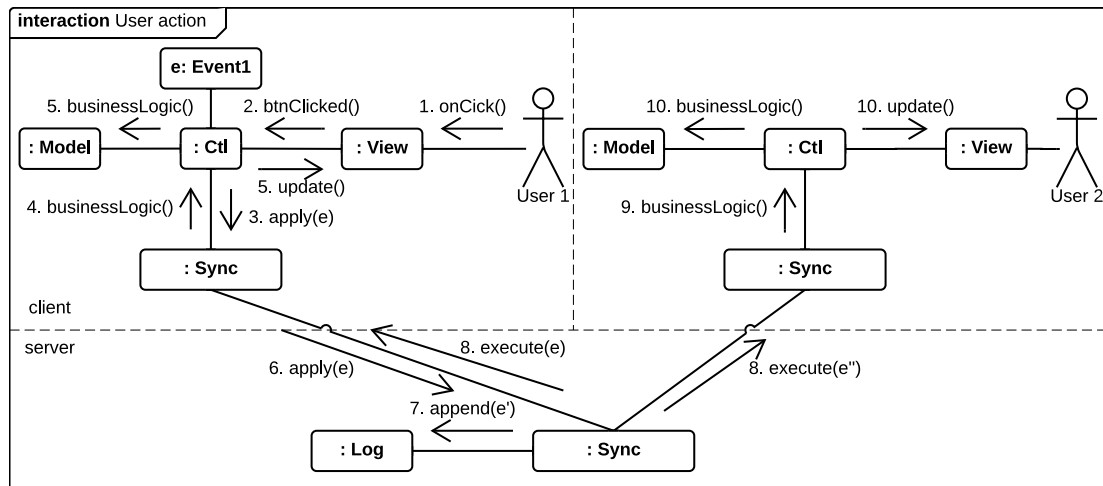 interaction User action
e: Event1
5. businessLogic()
2. btnClicked()
1. onCick()
10. businessLogic()
10. update()
: Model
: Ctl
: View
: Model
: Ctl
: View
5. update()
User 1
User 2
4. businessLogic()
3. apply(e)
9. businessLogic()
: Sync
: Sync
client
server
8. execute(e)
6. apply(e)
8. execute(e'')
7. append(e')
: Log
: Sync